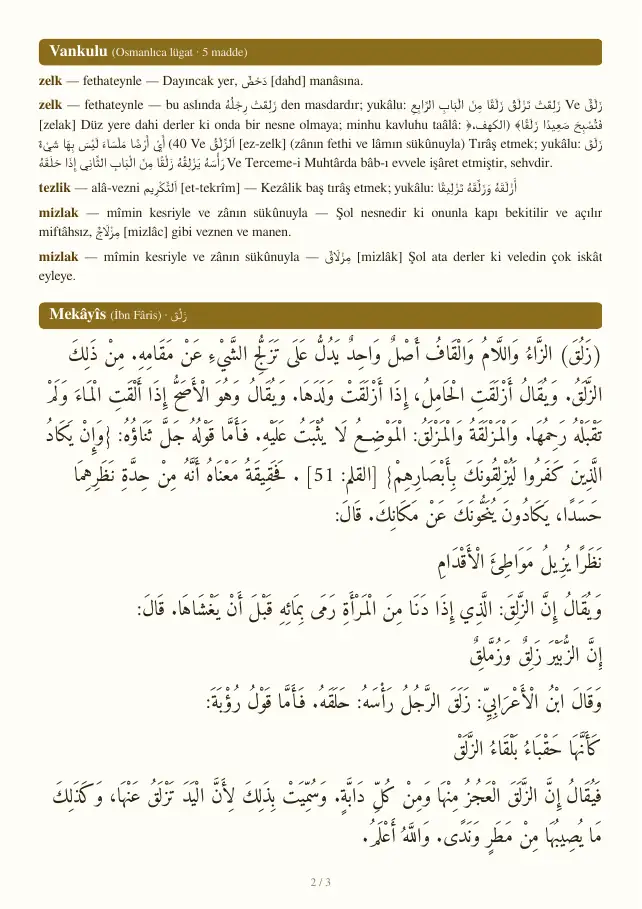 Vankulu (Osmanlıca lügat · 5 madde)
zelk — fethateynle — Dayıncak yer, دَحَضٌ [dahd] manâsına.
zelk — fethateynle — bu aslında زَلِقَتْ رِجْلُهُ den masdardır; yukâlu: زَلِقَتْ تَزْلَقُ زَلَقًا مِنَ الْبَابِ الرَّابِعِ Ve زَلَقٌ
[zelak] Düz yere dahi derler ki onda bir nesne olmaya; minhu kavluhu taâlâ: ﴿فَتُصْبِحَ صَعِيدًا زَلَقًا﴾ (الكهف،
40) أَيْ أَرْضًا مَلْسَاءَ لَيْسَ بِهَا شَيْءٌ Ve اَلزَّلْقُ [ez-zelk] (zânın fethi ve lâmın sükûnuyla) Tırâş etmek; yukâlu: زَلَقَ
رَأْسَهُ يَزْلِقُهُ زَلْقًا مِنَ الْبَابِ الثَّانِي إِذَا حَلَقَهُ Ve Terceme-i Muhtârda bâb-ı evvele işâret etmiştir, sehvdir.
tezlik — alâ-vezni اَلتَّكْرِيم [et-tekrîm] — Kezâlik baş tırâş etmek; yukâlu: أَزْلَقَهُ وَزَلَّقَهُ تَزْلِيقًا
mizlak — mîmin kesriyle ve zânın sükûnuyla — Şol nesnedir ki onunla kapı bekitilir ve açılır
miftâhsız, مِزْلَاجٌ [mizlâc] gibi veznen ve manen.
mizlak — mîmin kesriyle ve zânın sükûnuyla — مِزْلَاقٌ [mizlâk] Şol ata derler ki veledin çok iskât
eyleye.
Mekâyîs (İbn Fâris) · زَلَقَ
(زَلَقَ) الزَّاءُ وَاللَّامُ وَالْقَافُ أَصْلٌ وَاحِدٌ يَدُلُّ عَلَى تَزَلُّجِ الشَّيْءِ عَنْ مَقَامِهِ. مِنْ ذَلِكَ
الزَّلَقُ. وَيُقَالُ أَزْلَقَتِ الْحَامِلُ، إِذَا أَزْلَقَتْ وَلَدَهَا. وَيُقَالُ وَهُوَ الْأَصَحُّ إِذَا أَلْقَتِ الْمَاءَ وَلَمْ
تَقْبَلْهُ رَحِمُهَا. وَالْمَزْلَقَةُ وَالْمَزْلَقُ: الْمَوْضِعُ لَا يُثْبَتُ عَلَيْهِ. فَأَمَّا قَوْلُهُ جَلَّ ثَنَاؤُهُ: {وَإِنْ يَكَادُ
الَّذِينَ كَفَرُوا لَيُزْلِقُونَكَ بِأَبْصَارِهِمْ} [القلم: 51] . فَحَقِيقَةُ مَعْنَاهُ أَنَّهُ مِنْ حِدَّةِ نَظَرِهِمَا
حَسَدًا، يَكَادُونَ يُنَحُّونَكَ عَنْ مَكَانِكَ. قَالَ:
نَظَرًا يُزِيلُ مَوَاطِئَ الْأَقْدَامِ
وَيُقَالُ إِنَّ الزَّلِقَ: الَّذِي إِذَا دَنَا مِنَ الْمَرْأَةِ رَمَى بِمَائِهِ قَبْلَ أَنْ يَغْشَاهَا. قَالَ:
إِنَّ الزُّبَيْرَ زَلِقٌ وَزُمَّلِقٌ
وَقَالَ ابْنُ الْأَعْرَابِيِّ: زَلَقَ الرَّجُلُ رَأْسَهُ: حَلَقَهُ. فَأَمَّا قَوْلُ رُؤْبَةَ:
كَأَنَّهَا حَقْبَاءُ بَلْقَاءُ الزَّلَقْ
فَيُقَالُ إِنَّ الزَّلَقَ الْعَجُزُ مِنْهَا وَمِنْ كُلِّ دَابَّةٍ. وَسُمِّيَتْ بِذَلِكَ لِأَنَّ الْيَدَ تَزْلَقُ عَنْهَا، وَكَذَلِكَ
مَا يُصِيبُهَا مِنْ مَطَرٍ وَنَدًى. وَاللَّهُ أَعْلَمُ.
2 / 3